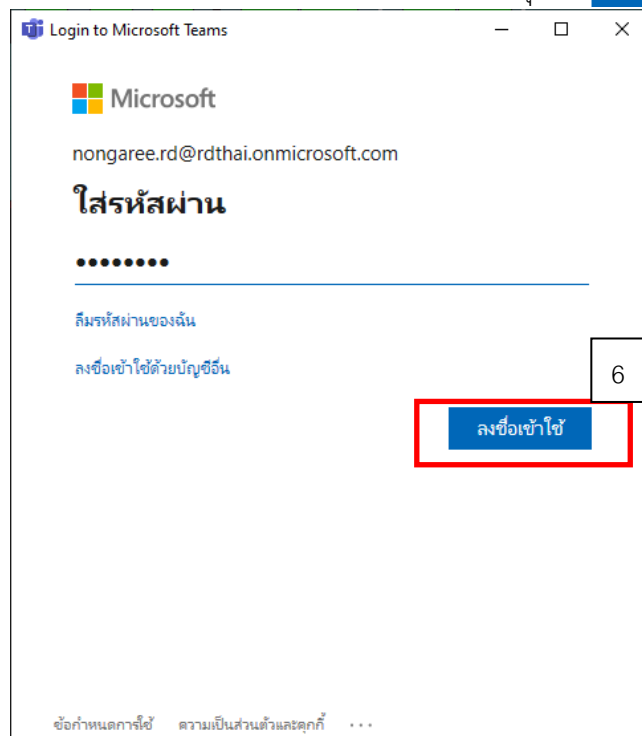 Login to Microsoft Teams
Microsoft
nongaree.rd@rdthai.onmicrosoft.com
ใส่รหัสผ่าน
••••••••
ลืมรหัสผ่านของฉัน
ลงชื่อเข้าใช้ด้วยบัญชีอื่น
6
ลงชื่อเข้าใช้
ข้อกำหนดการใช้ ความเป็นส่วนตัวและคุกกี้ ...